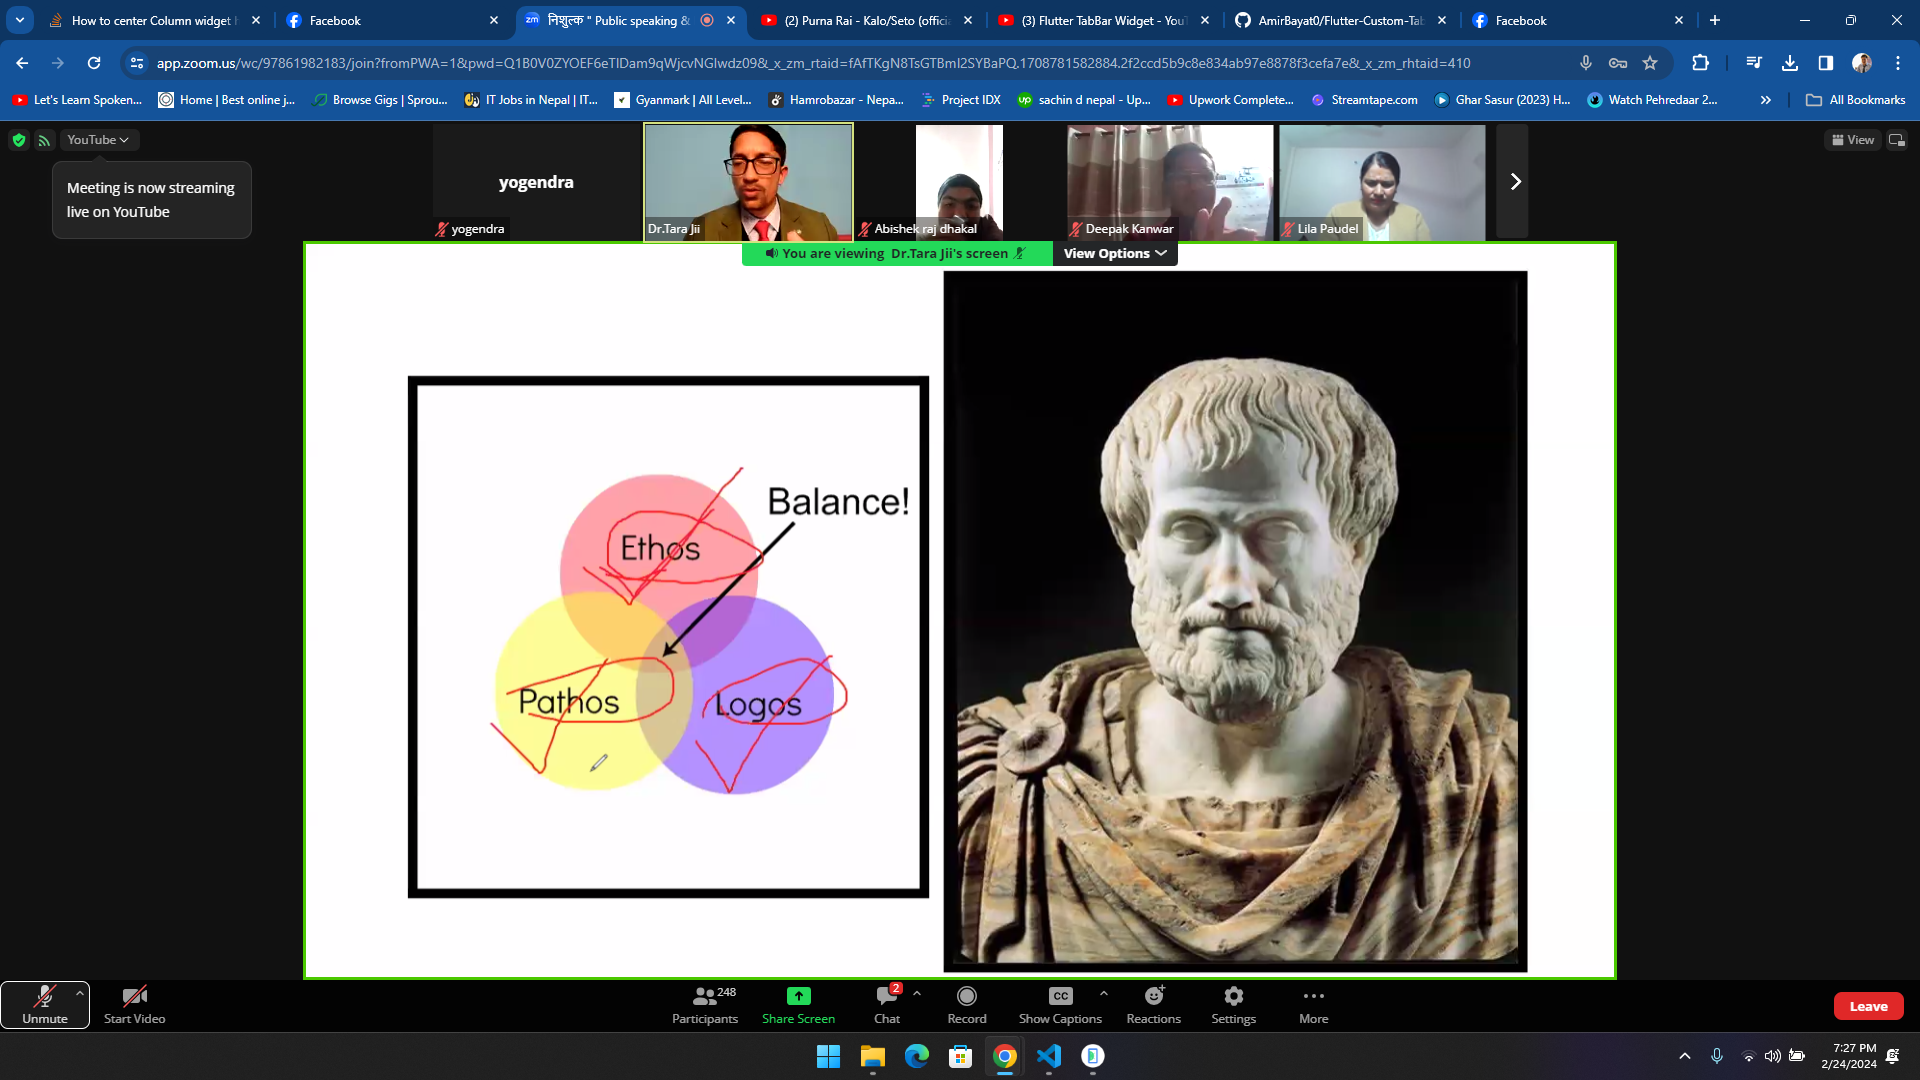 How to center Column widget
Facebook
निशुल्क " Public speaking &
(2) Purna Rai - Kalo/Seto (offici
(3) Flutter TabBar Widget - YouT
AmirBayat0/Flutter-Custom-Tab
Facebook
app.zoom.us/wc/97861982183/join?fromPWA=1&pwd=Q1B0V0ZYOEF6eTlDam9qWjcvNGlwdz09&_x_zm_rtaid=fAfTKgN8TsGTBmI2SYBaPQ.1708781582884.2f2ccd5b9c8e834ab97e8878f3cefa7e&_x_zm_rhtaid=410
Let's Learn Spoken...
Home | Best online j...
Browse Gigs | Sprou...
IT Jobs in Nepal | IT...
Gyanmark | All Level...
Hamrobazar - Nepa...
Project IDX
sachin d nepal - Up...
Upwork Complete...
Streamtape.com
Ghar Sasur (2023) H...
Watch Pehredaar 2...
All Bookmarks
YouTube
View
Meeting is now streaming
live on YouTube
yogendra
yogendra
Dr.Tara Jii
Abishek raj dhakal
Deepak Kanwar
Lila Paudel
You are viewing Dr.Tara Jii's screen
View Options
Balance!
Ethos
Pathos
Logos
Unmute
Start Video
248
Participants
Share Screen
2
Chat
Record
CC
Show Captions
Reactions
Settings
More
Leave
7:27 PM
2/24/2024